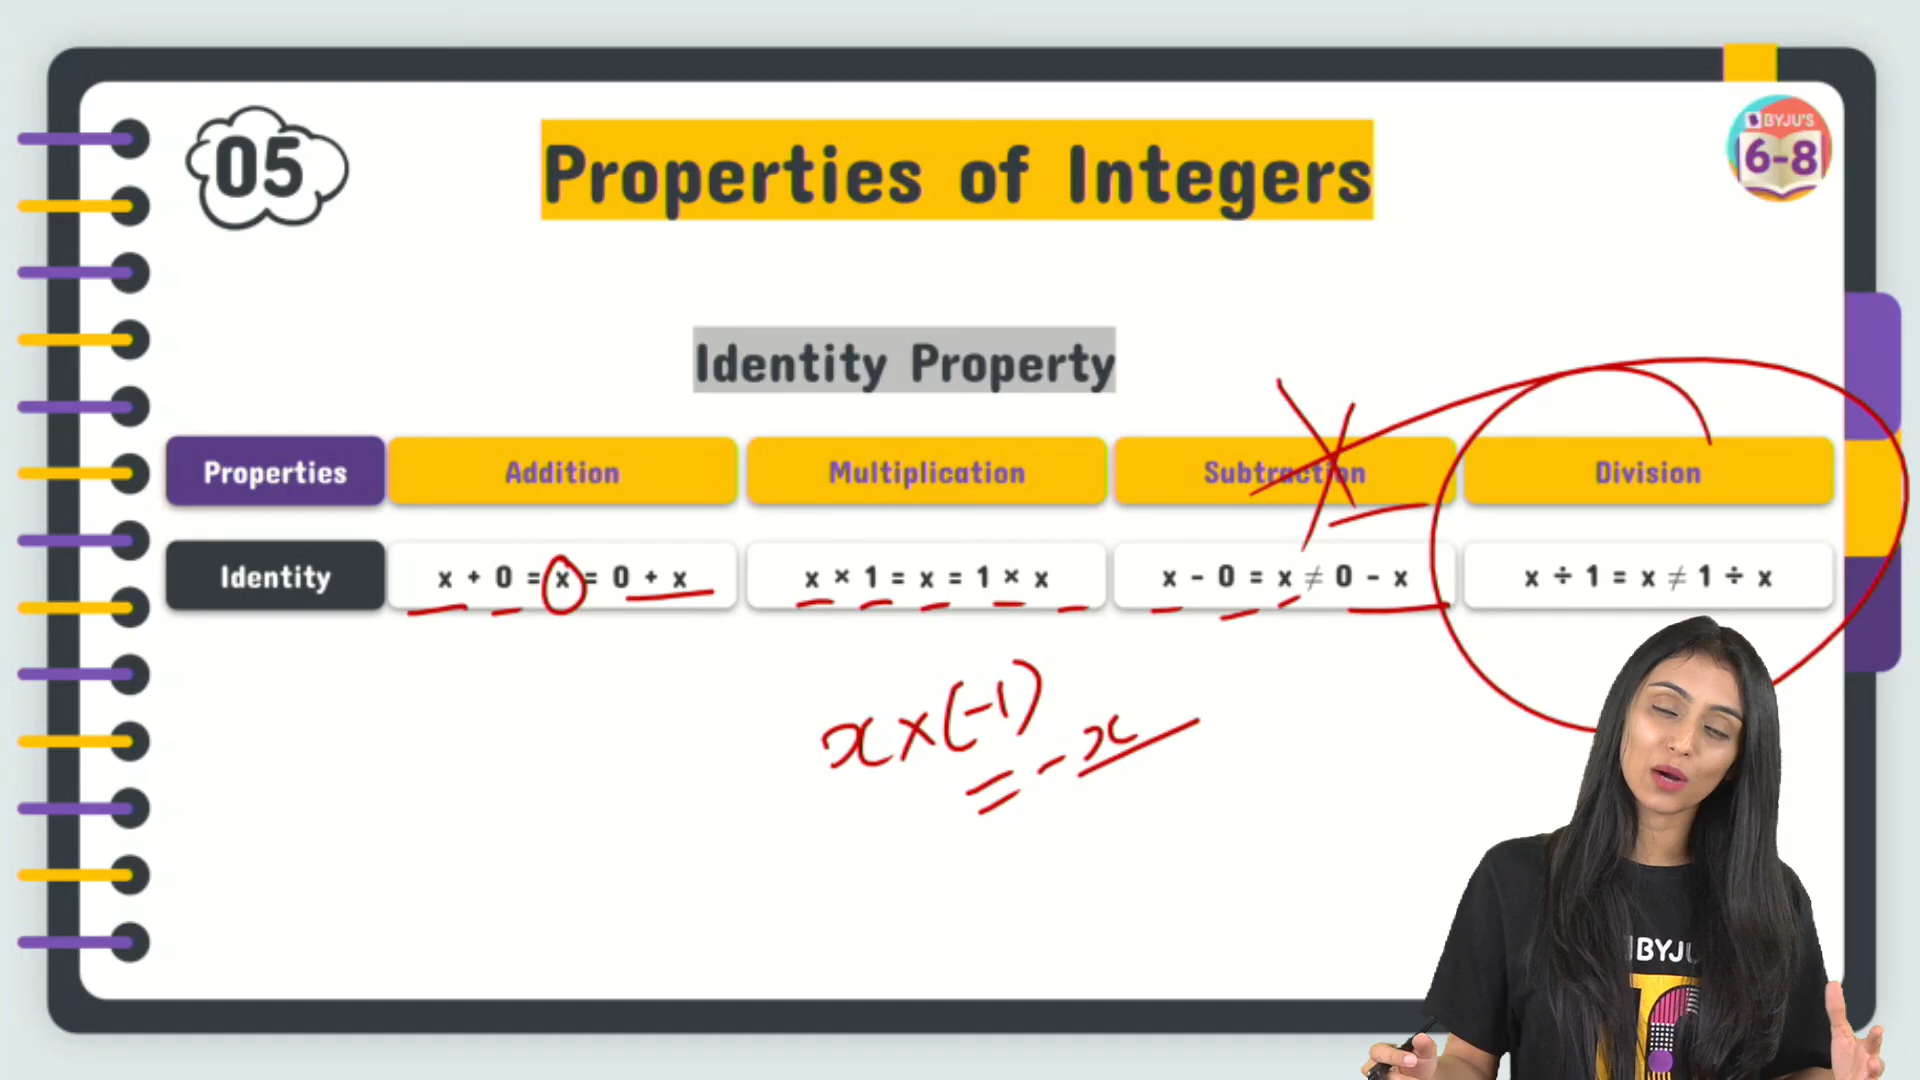 05
Properties of Integers
BYJU'S
6-8
Identity Property
Properties Addition Multiplication Subtraction Division
Identity x + 0 = x = 0 + x x × 1 = x = 1 × x x - 0 = x ≠ 0 - x x ÷ 1 = x ≠ 1 ÷ x
x × (-1)
= -x
BYJU